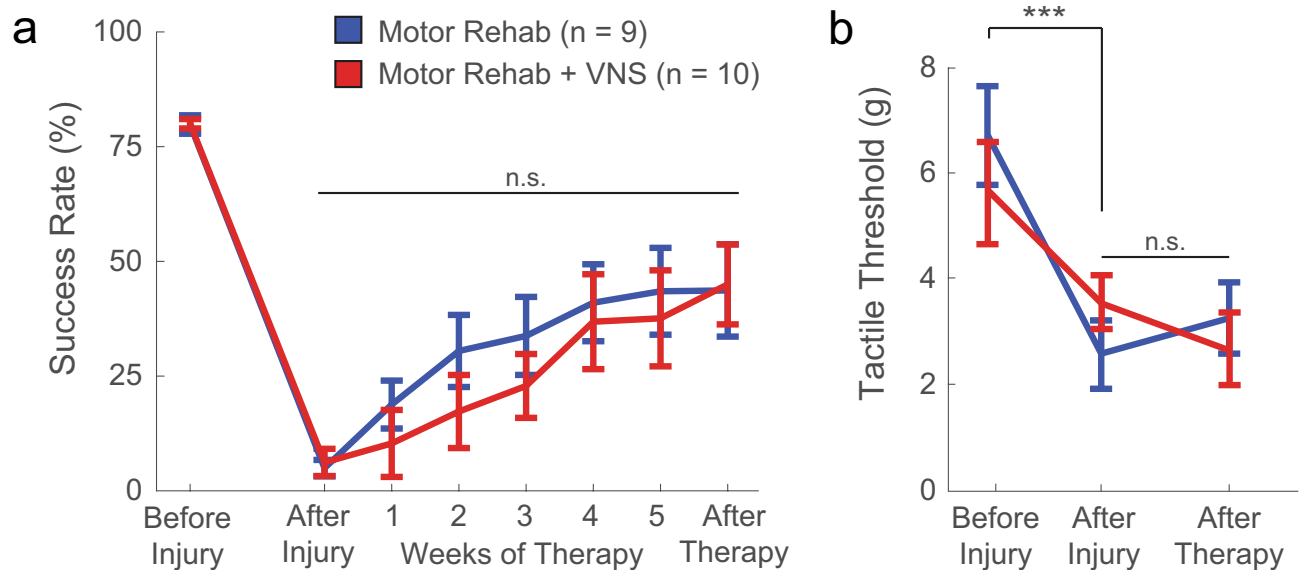 a
Motor Rehab (n = 9)
Motor Rehab + VNS (n = 10)
Success Rate (%)
100
75
50
25
0
n.s.
Before Injury
After Injury
1
2
3
4
5
After Therapy
Weeks of Therapy
b
***
Tactile Threshold (g)
8
6
4
2
0
n.s.
Before Injury
After Injury
After Therapy